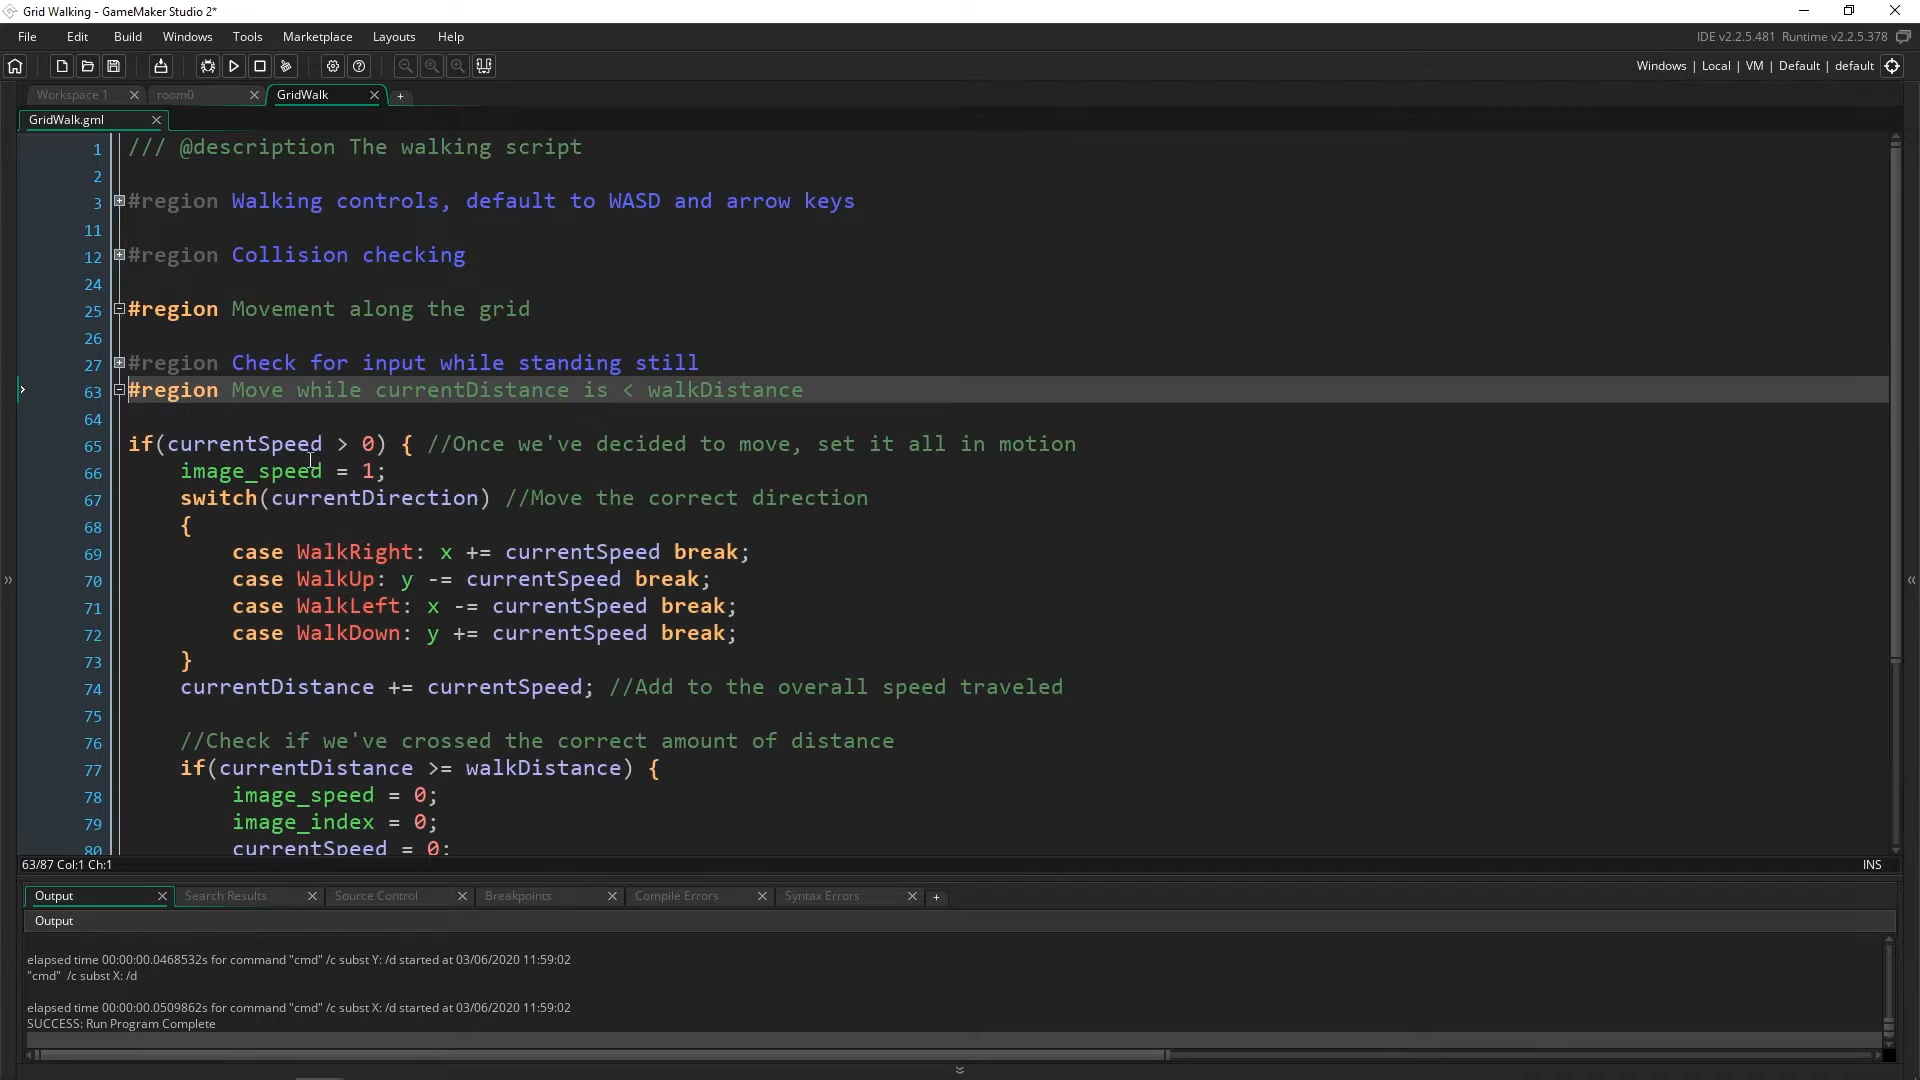 Grid Walking - GameMaker Studio 2*
File Edit Build Windows Tools Marketplace Layouts Help
IDE v2.2.5.481 Runtime v2.2.5.378
Windows | Local | VM | Default | default
Workspace 1 room0 GridWalk +
GridWalk.gml
1 /// @description The walking script
2
3 #region Walking controls, default to WASD and arrow keys
11
12 #region Collision checking
24
25 #region Movement along the grid
26
27 #region Check for input while standing still
63 #region Move while currentDistance is < walkDistance
64
65 if(currentSpeed > 0) { //Once we've decided to move, set it all in motion
66 image_speed = 1;
67 switch(currentDirection) //Move the correct direction
68 {
69 case WalkRight: x += currentSpeed break;
70 case WalkUp: y -= currentSpeed break;
71 case WalkLeft: x -= currentSpeed break;
72 case WalkDown: y += currentSpeed break;
73 }
74 currentDistance += currentSpeed; //Add to the overall speed traveled
75
76 //Check if we've crossed the correct amount of distance
77 if(currentDistance >= walkDistance) {
78 image_speed = 0;
79 image_index = 0;
80 currentSpeed = 0;
63/87 Col:1 Ch:1 INS
Output Search Results Source Control Breakpoints Compile Errors Syntax Errors +
Output
elapsed time 00:00:00.0468532s for command "cmd" /c subst Y: /d started at 03/06/2020 11:59:02
"cmd" /c subst X: /d
elapsed time 00:00:00.0509862s for command "cmd" /c subst X: /d started at 03/06/2020 11:59:02
SUCCESS: Run Program Complete